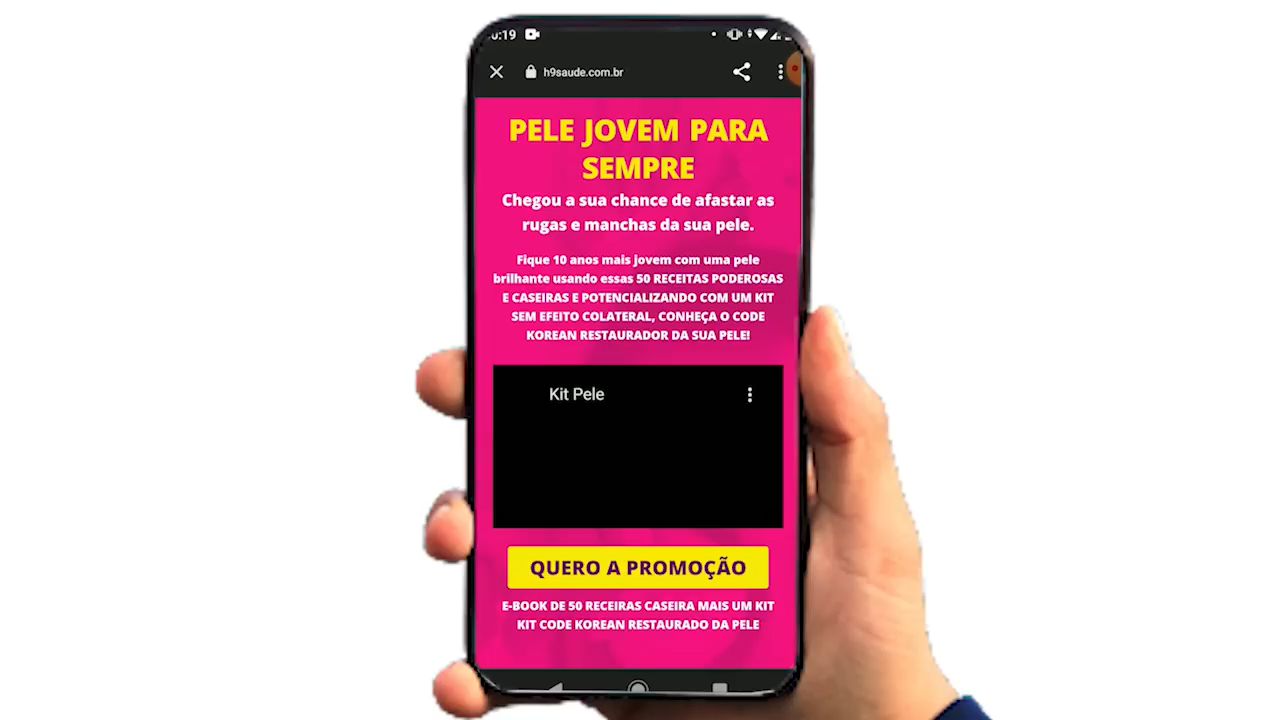 0:19
h9saude.com.br
PELE JOVEM PARA
SEMPRE
Chegou a sua chance de afastar as
rugas e manchas da sua pele.
Fique 10 anos mais jovem com uma pele
brilhante usando essas 50 RECEITAS PODEROSAS
E CASEIRAS E POTENCIALIZANDO COM UM KIT
SEM EFEITO COLATERAL, CONHEÇA O CODE
KOREAN RESTAURADOR DA SUA PELE!
Kit Pele
QUERO A PROMOÇÃO
E-BOOK DE 50 RECEIRAS CASEIRA MAIS UM KIT
KIT CODE KOREAN RESTAURADO DA PELE